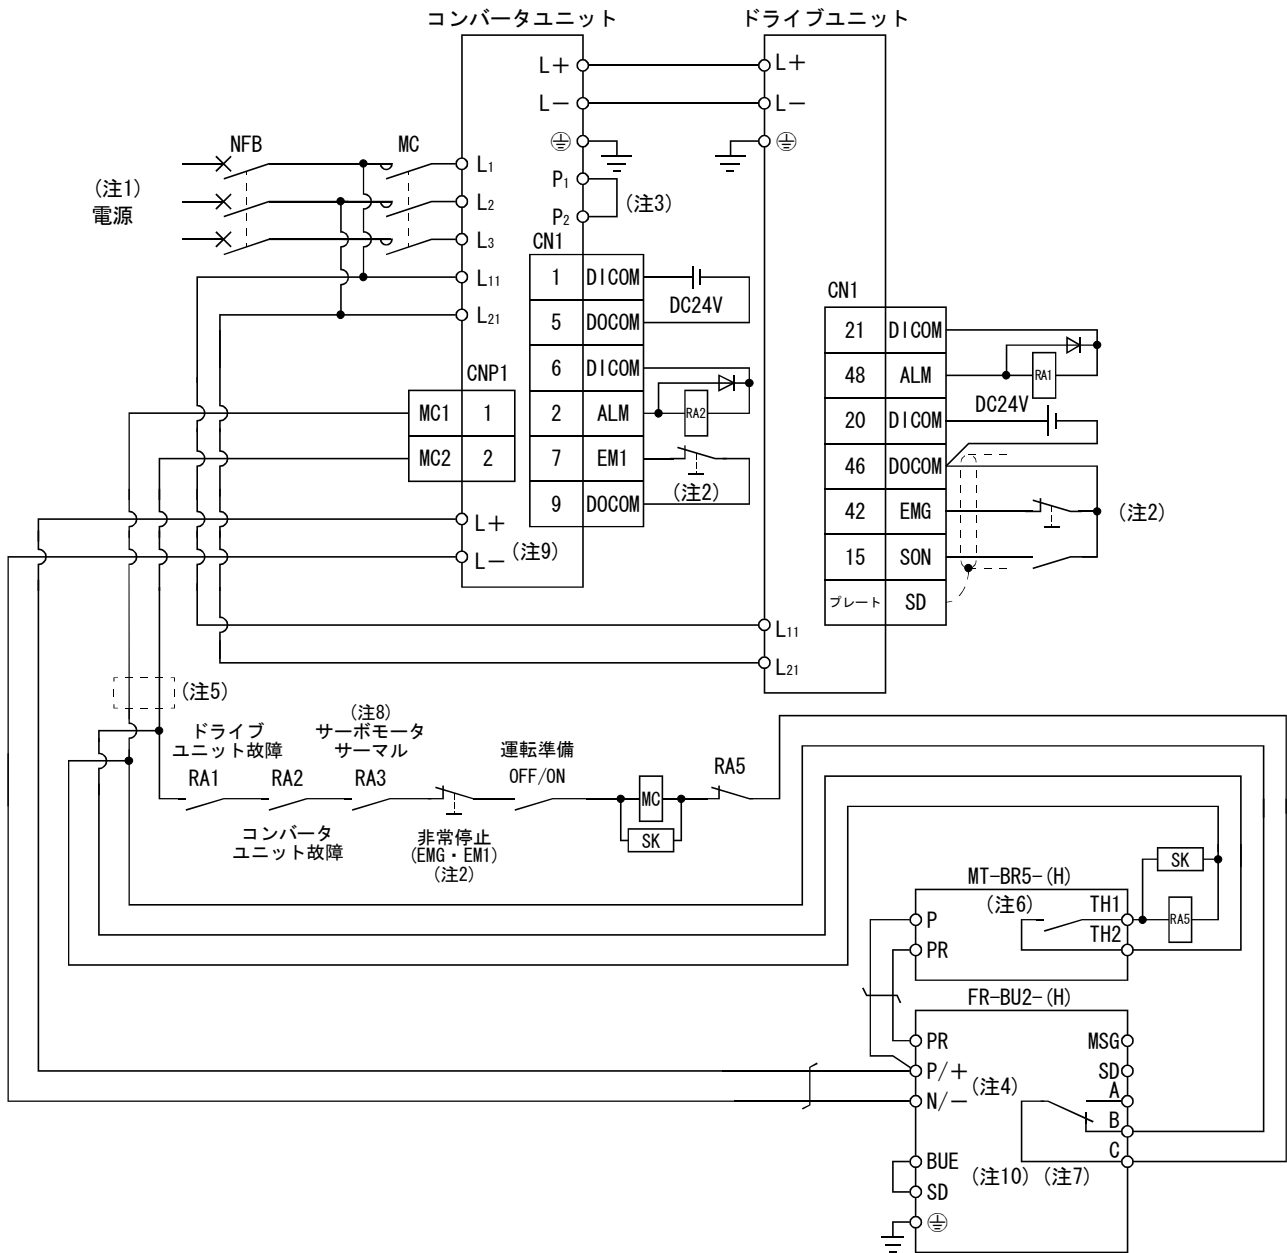 コンバータユニット
ドライブユニット
L+
L+
L-
L-
NFB
MC
L1
P1
(注1)
電源
L2
P2
(注3)
L3
CN1
L11
1 DICOM
DC24V
L21
5 DOCOM
6 DICOM
CNP1
MC1 1
2 ALM
RA2
MC2 2
7 EM1
(注2)
9 DOCOM
L+
L-
(注9)
CN1
21 DICOM
48 ALM
RA1
DC24V
20 DICOM
46 DOCOM
42 EMG
(注2)
15 SON
プレート SD
L11
L21
(注5)
ドライブ
ユニット故障
RA1
RA2
コンバータ
ユニット故障
(注8)
サーボモータ
サーマル
RA3
非常停止
(EMG・EM1)
(注2)
運転準備
OFF/ON
MC
SK
RA5
SK
MT-BR5-(H)
(注6)
TH1
P
RA5
TH2
PR
FR-BU2-(H)
PR
MSG
P/+
SD
(注4)
A
N/-
B
C
BUE
(注10)
(注7)
SD